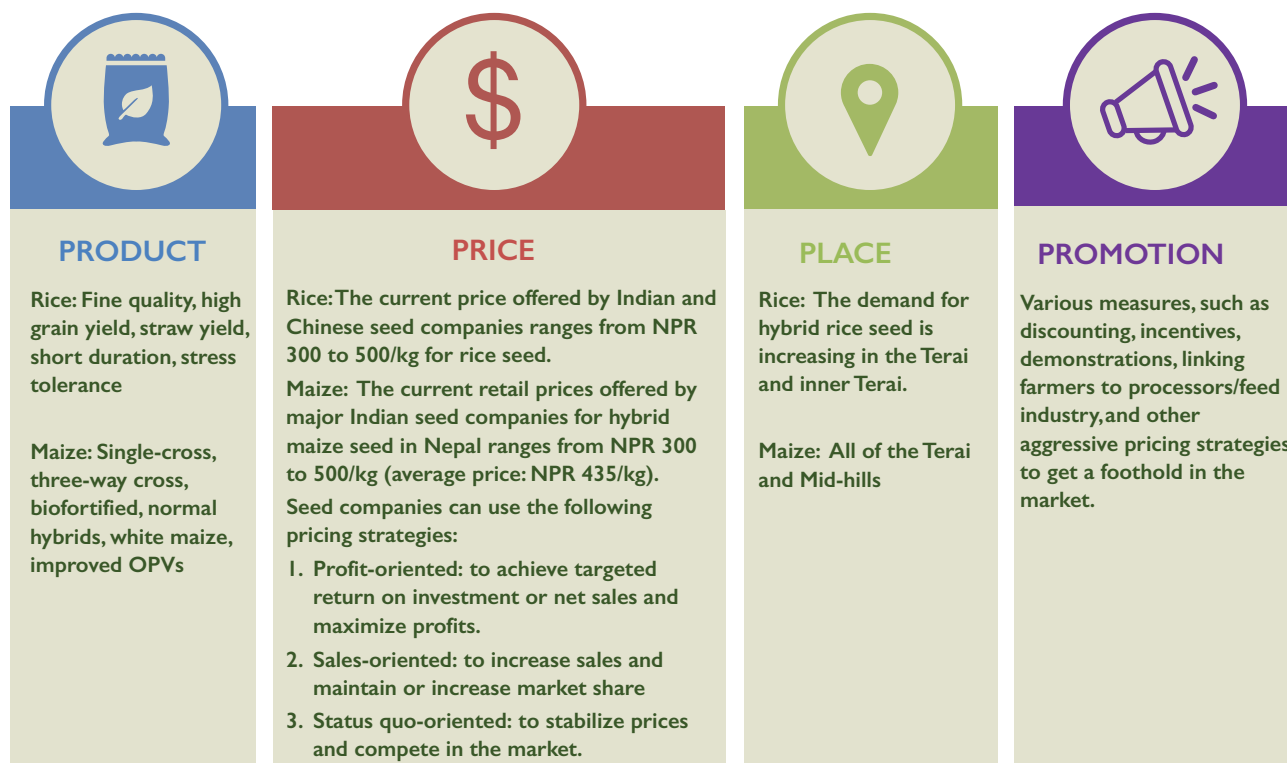 $
PRODUCT
Rice: Fine quality, high
grain yield, straw yield,
short duration, stress
tolerance
Maize: Single-cross,
three-way cross,
biofortified, normal
hybrids, white maize,
improved OPVs
PRICE
Rice: The current price offered by Indian and
Chinese seed companies ranges from NPR
300 to 500/kg for rice seed.
Maize: The current retail prices offered by
major Indian seed companies for hybrid
maize seed in Nepal ranges from NPR 300
to 500/kg (average price: NPR 435/kg).
Seed companies can use the following
pricing strategies:
1. Profit-oriented: to achieve targeted
return on investment or net sales and
maximize profits.
2. Sales-oriented: to increase sales and
maintain or increase market share
3. Status quo-oriented: to stabilize prices
and compete in the market.
PLACE
Rice: The demand for
hybrid rice seed is
increasing in the Terai
and inner Terai.
Maize: All of the Terai
and Mid-hills
PROMOTION
Various measures, such as
discounting, incentives,
demonstrations, linking
farmers to processors/feed
industry, and other
aggressive pricing strategies
to get a foothold in the
market.